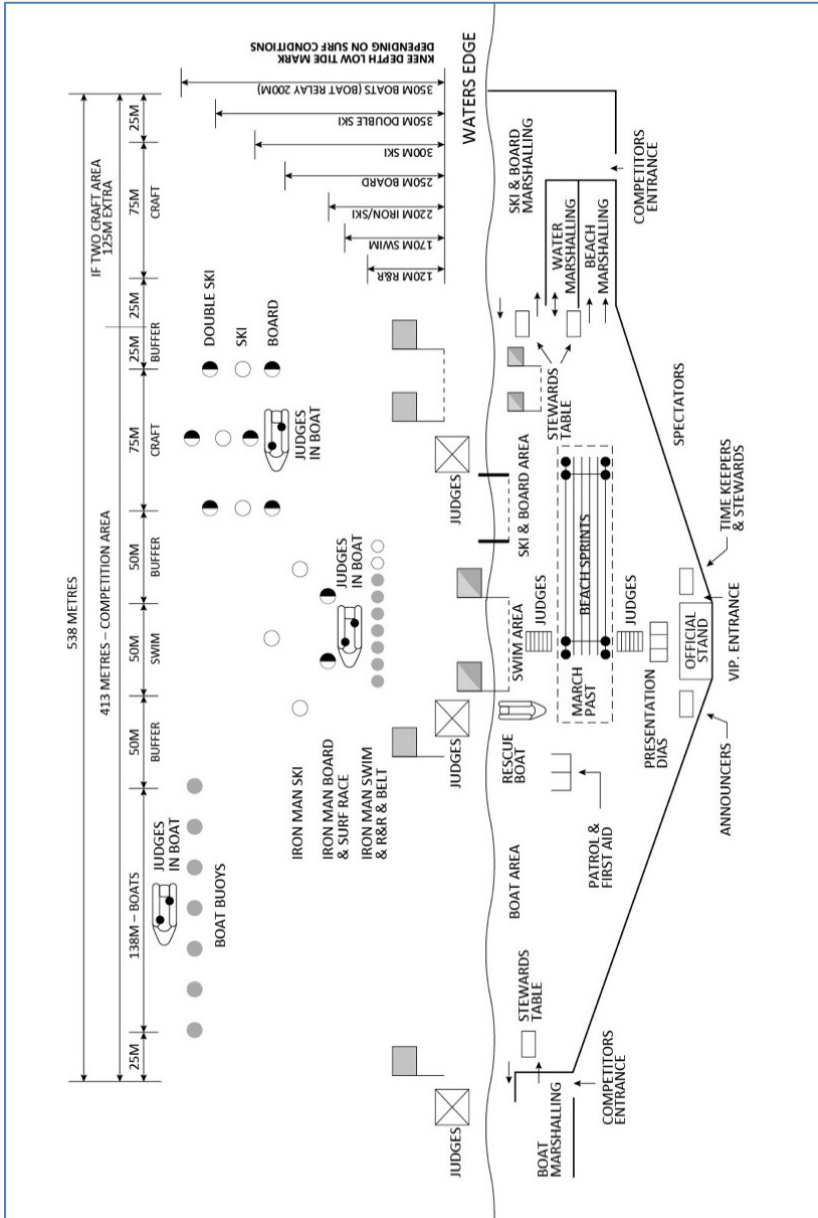 538 METRES
IF TWO CRAFT AREA
125M EXTRA
413 METRES – COMPETITION AREA
25M
138M – BOATS
50M
BUFFER
50M
SWIM
50M
BUFFER
75M
CRAFT
25M
BUFFER
25M
75M
CRAFT
25M
JUDGES
IN BOAT
BOAT BUOYS
DOUBLE SKI
SKI
BOARD
JUDGES
IN BOAT
IRON MAN SKI
IRON MAN BOARD
& SURF RACE
IRON MAN SWIM
& R&R & BELT
JUDGES
IN BOAT
120M R&R
170M SWIM
220M IRON/SKI
250M BOARD
300M SKI
350M DOUBLE SKI
350M BOATS (BOAT RELAY 200M)
KNEE DEPTH LOW TIDE MARK
DEPENDING ON SURF CONDITIONS
JUDGES
JUDGES
JUDGES
WATERS EDGE
BOAT AREA
RESCUE
BOAT
SWIM AREA
SKI & BOARD AREA
SKI & BOARD
MARSHALLING
STEWARDS
TABLE
JUDGES
STEWARDS
TABLE
WATER
MARSHALLING
BEACH
MARSHALLING
BOAT
MARSHALLING
COMPETITORS
ENTRANCE
PATROL &
FIRST AID
MARCH
PAST
BEACH SPRINTS
COMPETITORS
ENTRANCE
JUDGES
PRESENTATION
DIAS
SPECTATORS
OFFICIAL
STAND
ANNOUNCERS
VIP. ENTRANCE
TIME KEEPERS
& STEWARDS